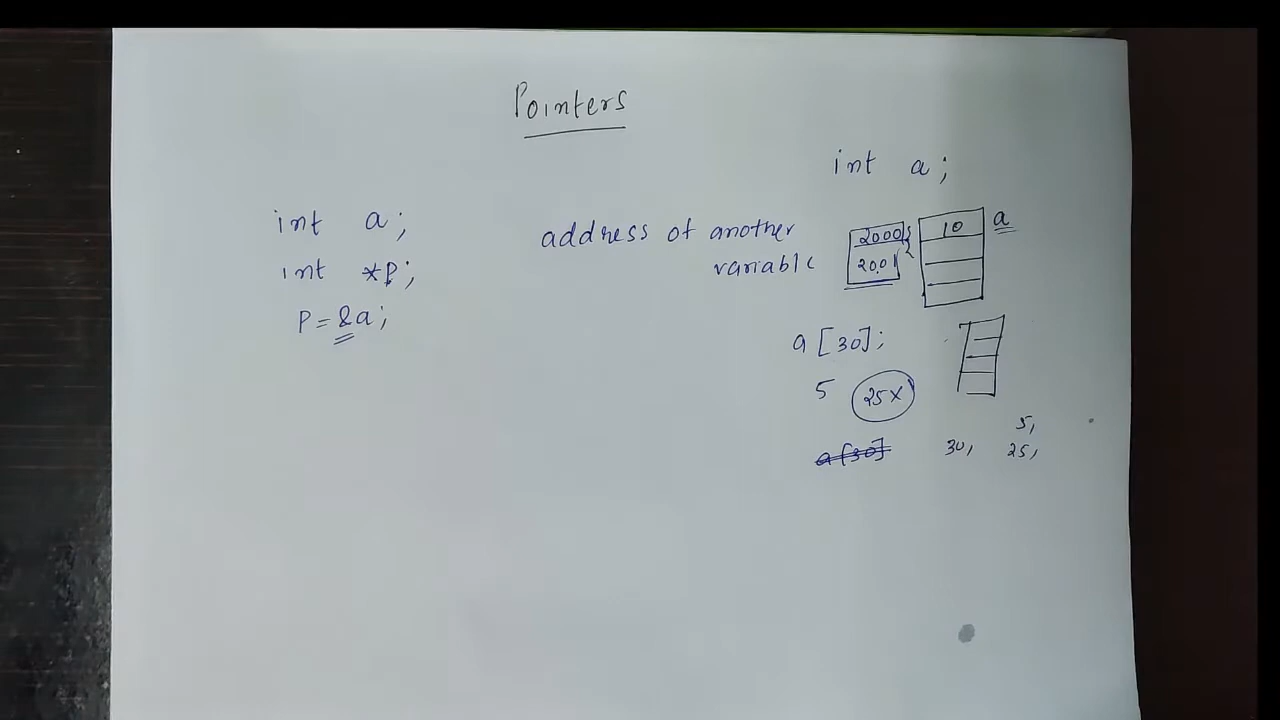 Pointers
int a;
int a;
int *p;
P = &a;
address of another
variable
2000
2001
10
a
a[30];
5
25x
a[30]
30,
5,
25,